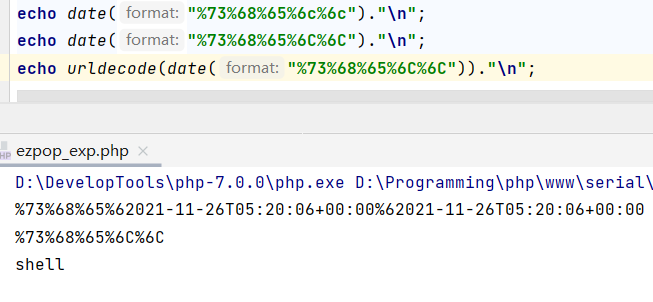 echo date( format: "%73%68%65%6c%6c")."\n";
echo date( format: "%73%68%65%6C%6C")."\n";
echo urldecode(date( format: "%73%68%65%6C%6C"))."\n";
ezpop_exp.php ×
D:\DevelopTools\php-7.0.0\php.exe D:\Programming\php\www\serial\
%73%68%65%62021-11-26T05:20:06+00:00%62021-11-26T05:20:06+00:00
%73%68%65%6C%6C
shell